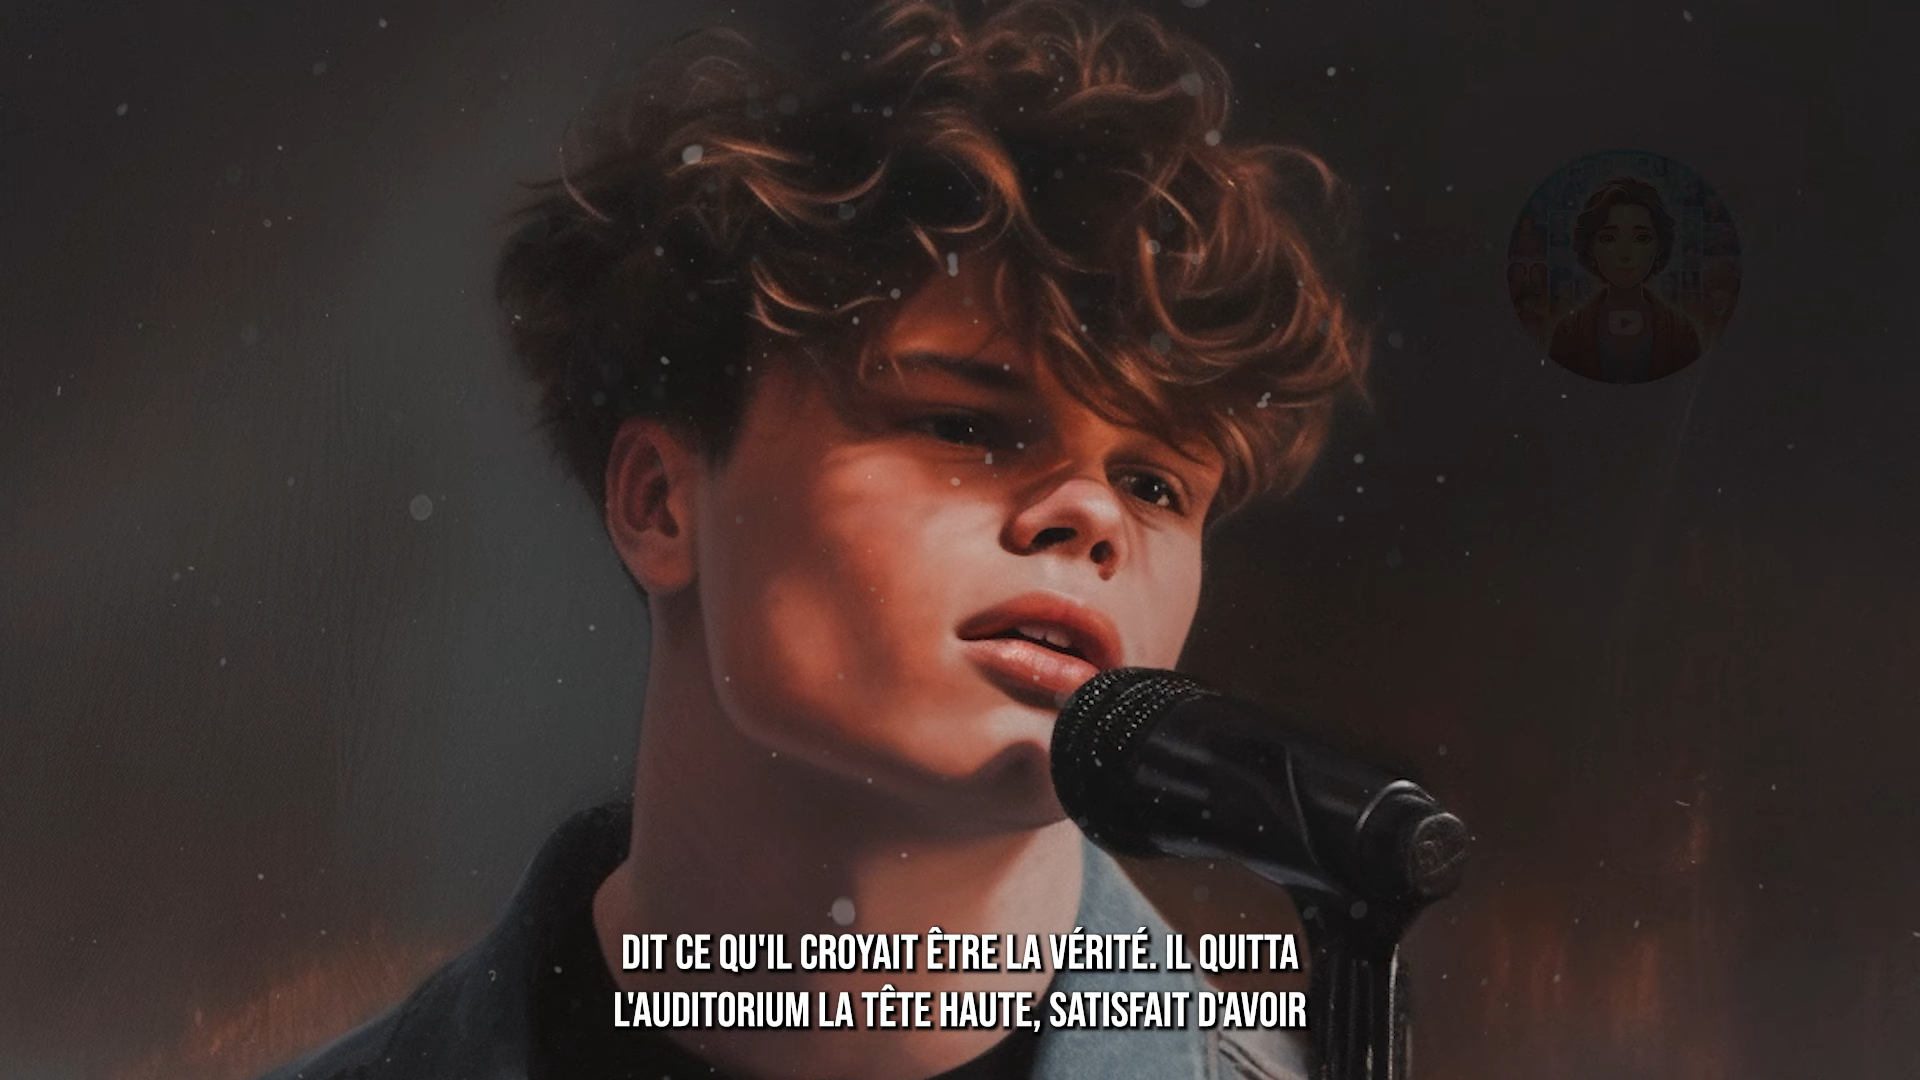 DIT CE QU'IL CROYAIT ÊTRE LA VÉRITÉ. IL QUITTA
L'AUDITORIUM LA TÊTE HAUTE, SATISFAIT D'AVOIR